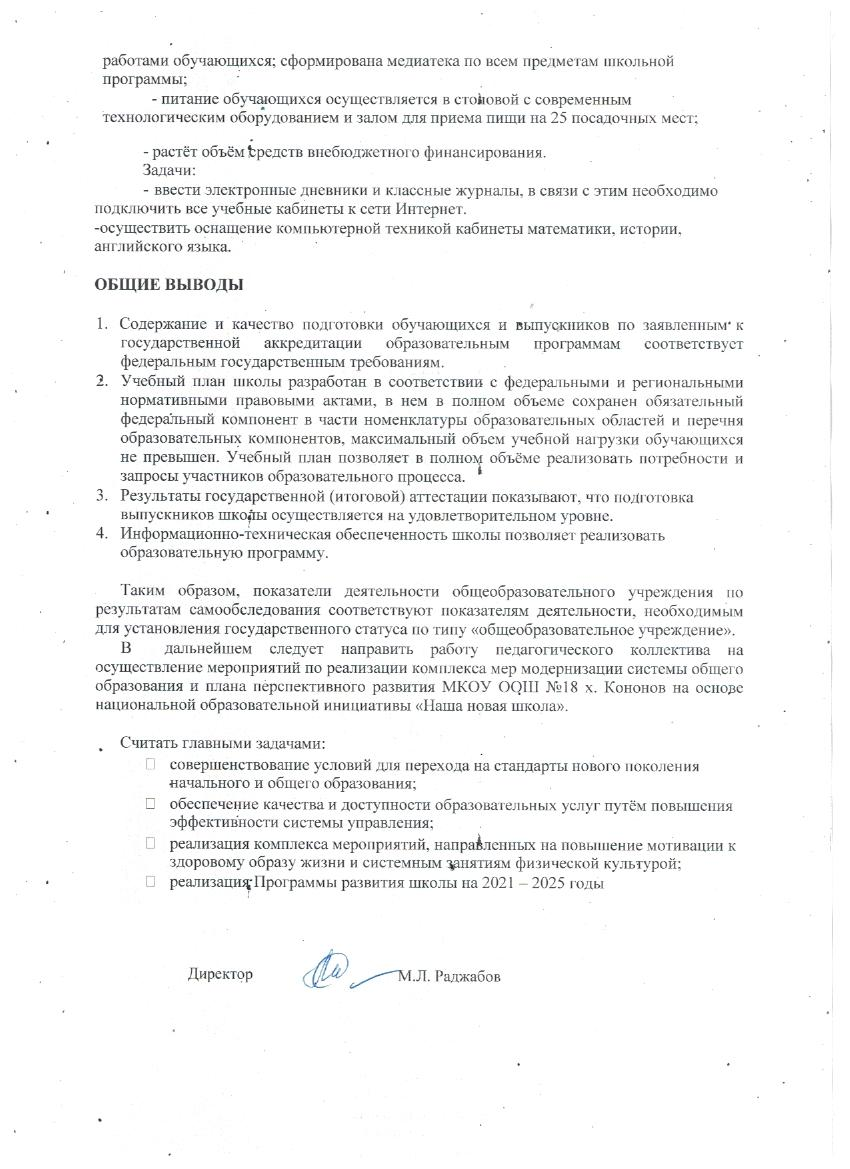 работами обучающихся; сформирована медиатека по всем предметам школьной
программы;
- питание обучающихся осуществляется в столовой с современным
технологическим оборудованием и залом для приема пищи на 25 посадочных мест;
- растёт объём средств внебюджетного финансирования.
Задачи:
- ввести электронные дневники и классные журналы, в связи с этим необходимо
подключить все учебные кабинеты к сети Интернет.
-осуществить оснащение компьютерной техникой кабинеты математики, истории,
английского языка.
ОБЩИЕ ВЫВОДЫ
1. Содержание и качество подготовки обучающихся и выпускников по заявленным к
государственной аккредитации образовательным программам соответствует
федеральным государственным требованиям.
2. Учебный план школы разработан в соответствии с федеральными и региональными
нормативными правовыми актами, в нем в полном объеме сохранен обязательный
федеральный компонент в части номенклатуры образовательных областей и перечня
образовательных компонентов, максимальный объем учебной нагрузки обучающихся
не превышен. Учебный план позволяет в полном объёме реализовать потребности и
запросы участников образовательного процесса.
3. Результаты государственной (итоговой) аттестации показывают, что подготовка
выпускников школы осуществляется на удовлетворительном уровне.
4. Информационно-техническая обеспеченность школы позволяет реализовать
образовательную программу.
Таким образом, показатели деятельности общеобразовательного учреждения по
результатам самообследования соответствуют показателям деятельности, необходимым
для установления государственного статуса по типу «общеобразовательное учреждение».
В дальнейшем следует направить работу педагогического коллектива на
осуществление мероприятий по реализации комплекса мер модернизации системы общего
образования и плана перспективного развития МКОУ ООШ №18 х. Кононов на основе
национальной образовательной инициативы «Наша новая школа».
Считать главными задачами:
совершенствование условий для перехода на стандарты нового поколения
начального и общего образования;
обеспечение качества и доступности образовательных услуг путём повышения
эффективности системы управления;
реализация комплекса мероприятий, направленных на повышение мотивации к
здоровому образу жизни и системным занятиям физической культурой;
реализация Программы развития школы на 2021 – 2025 годы
Директор М.Л. Раджабов